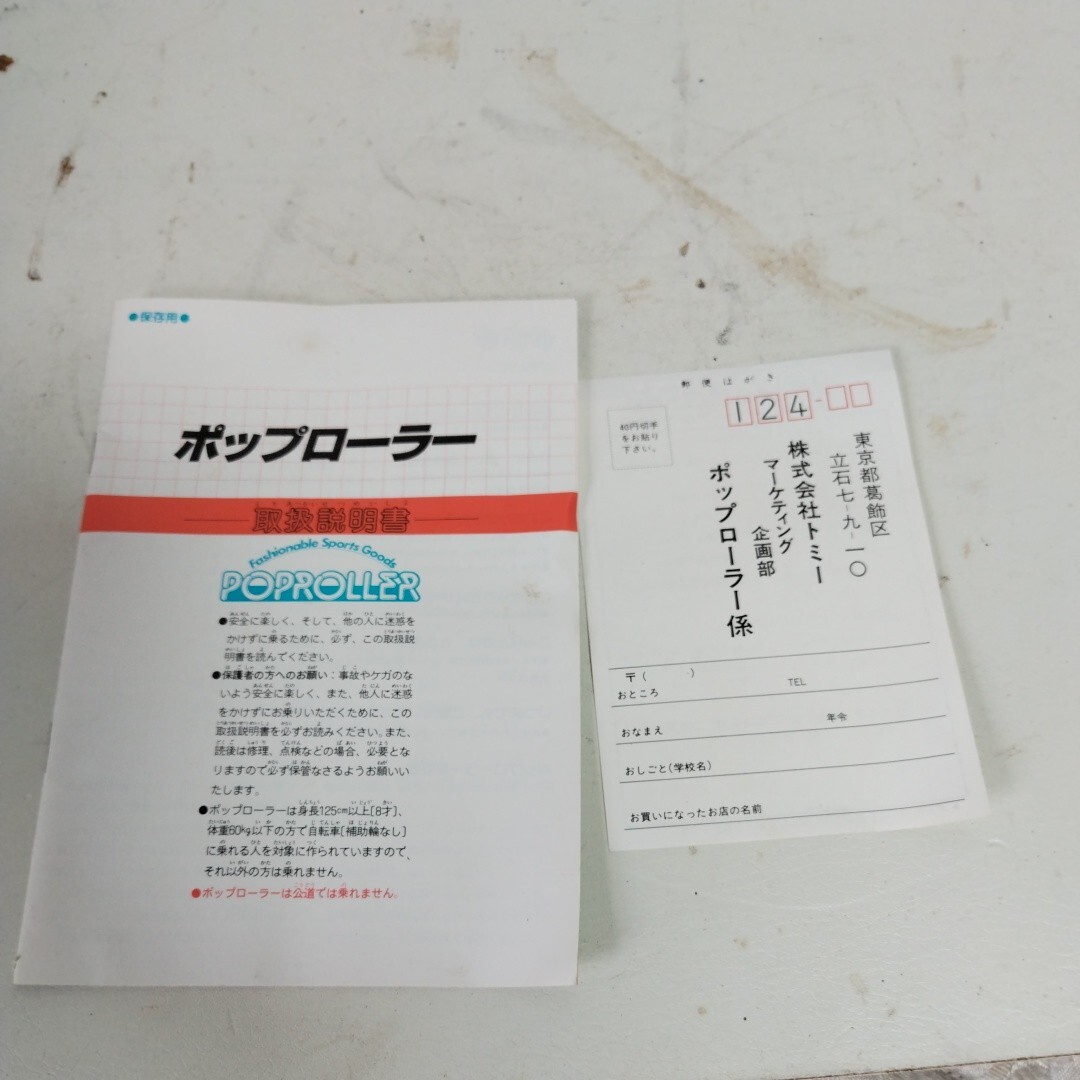 ●保存用●
ポップローラー
取扱説明書
Fashionable Sports Goods
POPROLLER
●安全に楽しく、そして、他の人に迷惑を
かけずに乗るために、必ず、この取扱説
明書を読んでください。
●保護者の方へのお願い：事故やケガのな
いよう安全に楽しく、また、他人に迷惑
をかけずにお乗りいただくために、この
取扱説明書を必ずお読みください。また、
読後は修理、点検などの場合、必要とな
りますので必ず保管なさるようお願いい
たします。
●ポップローラーは身長125cm以上[8才]、
体重60kg以下の方で自転車[補助輪なし]
に乗れる人を対象に作られていますので、
それ以外の方は乗れません。
●ポップローラーは公道では乗れません。
郵便はがき
124-
40円切手
をお貼り
下さい。
東京都葛飾区
立石七-九-一〇
株式会社トミー
マーケティング
企画部
ポップローラー係
〒( )
おところ
TEL
おなまえ
年令
おしごと(学校名)
お買いになったお店の名前